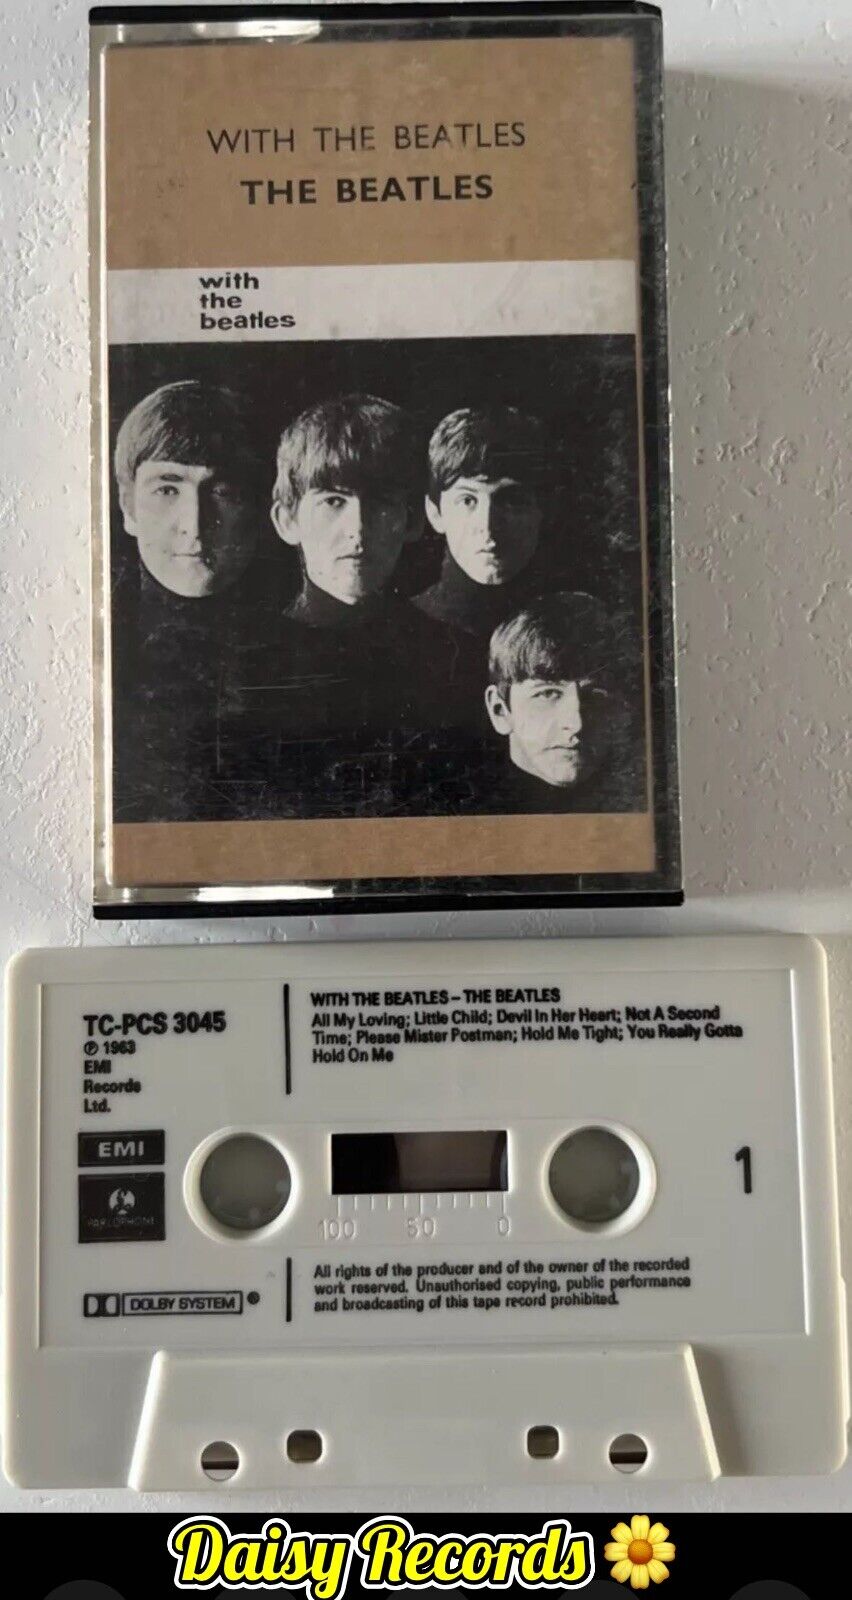 WITH THE BEATLES
THE BEATLES
with
the
beatles
TC-PCS 3045
℗ 1963
EMI
Records
Ltd.
WITH THE BEATLES – THE BEATLES
All My Loving; Little Child; Devil In Her Heart; Not A Second
Time; Please Mister Postman; Hold Me Tight; You Really Gotta
Hold On Me
EMI
PARLOPHONE
1
100 50 0
DOLBY SYSTEM ®
All rights of the producer and of the owner of the recorded
work reserved. Unauthorised copying, public performance
and broadcasting of this tape record prohibited.
Daisy Records